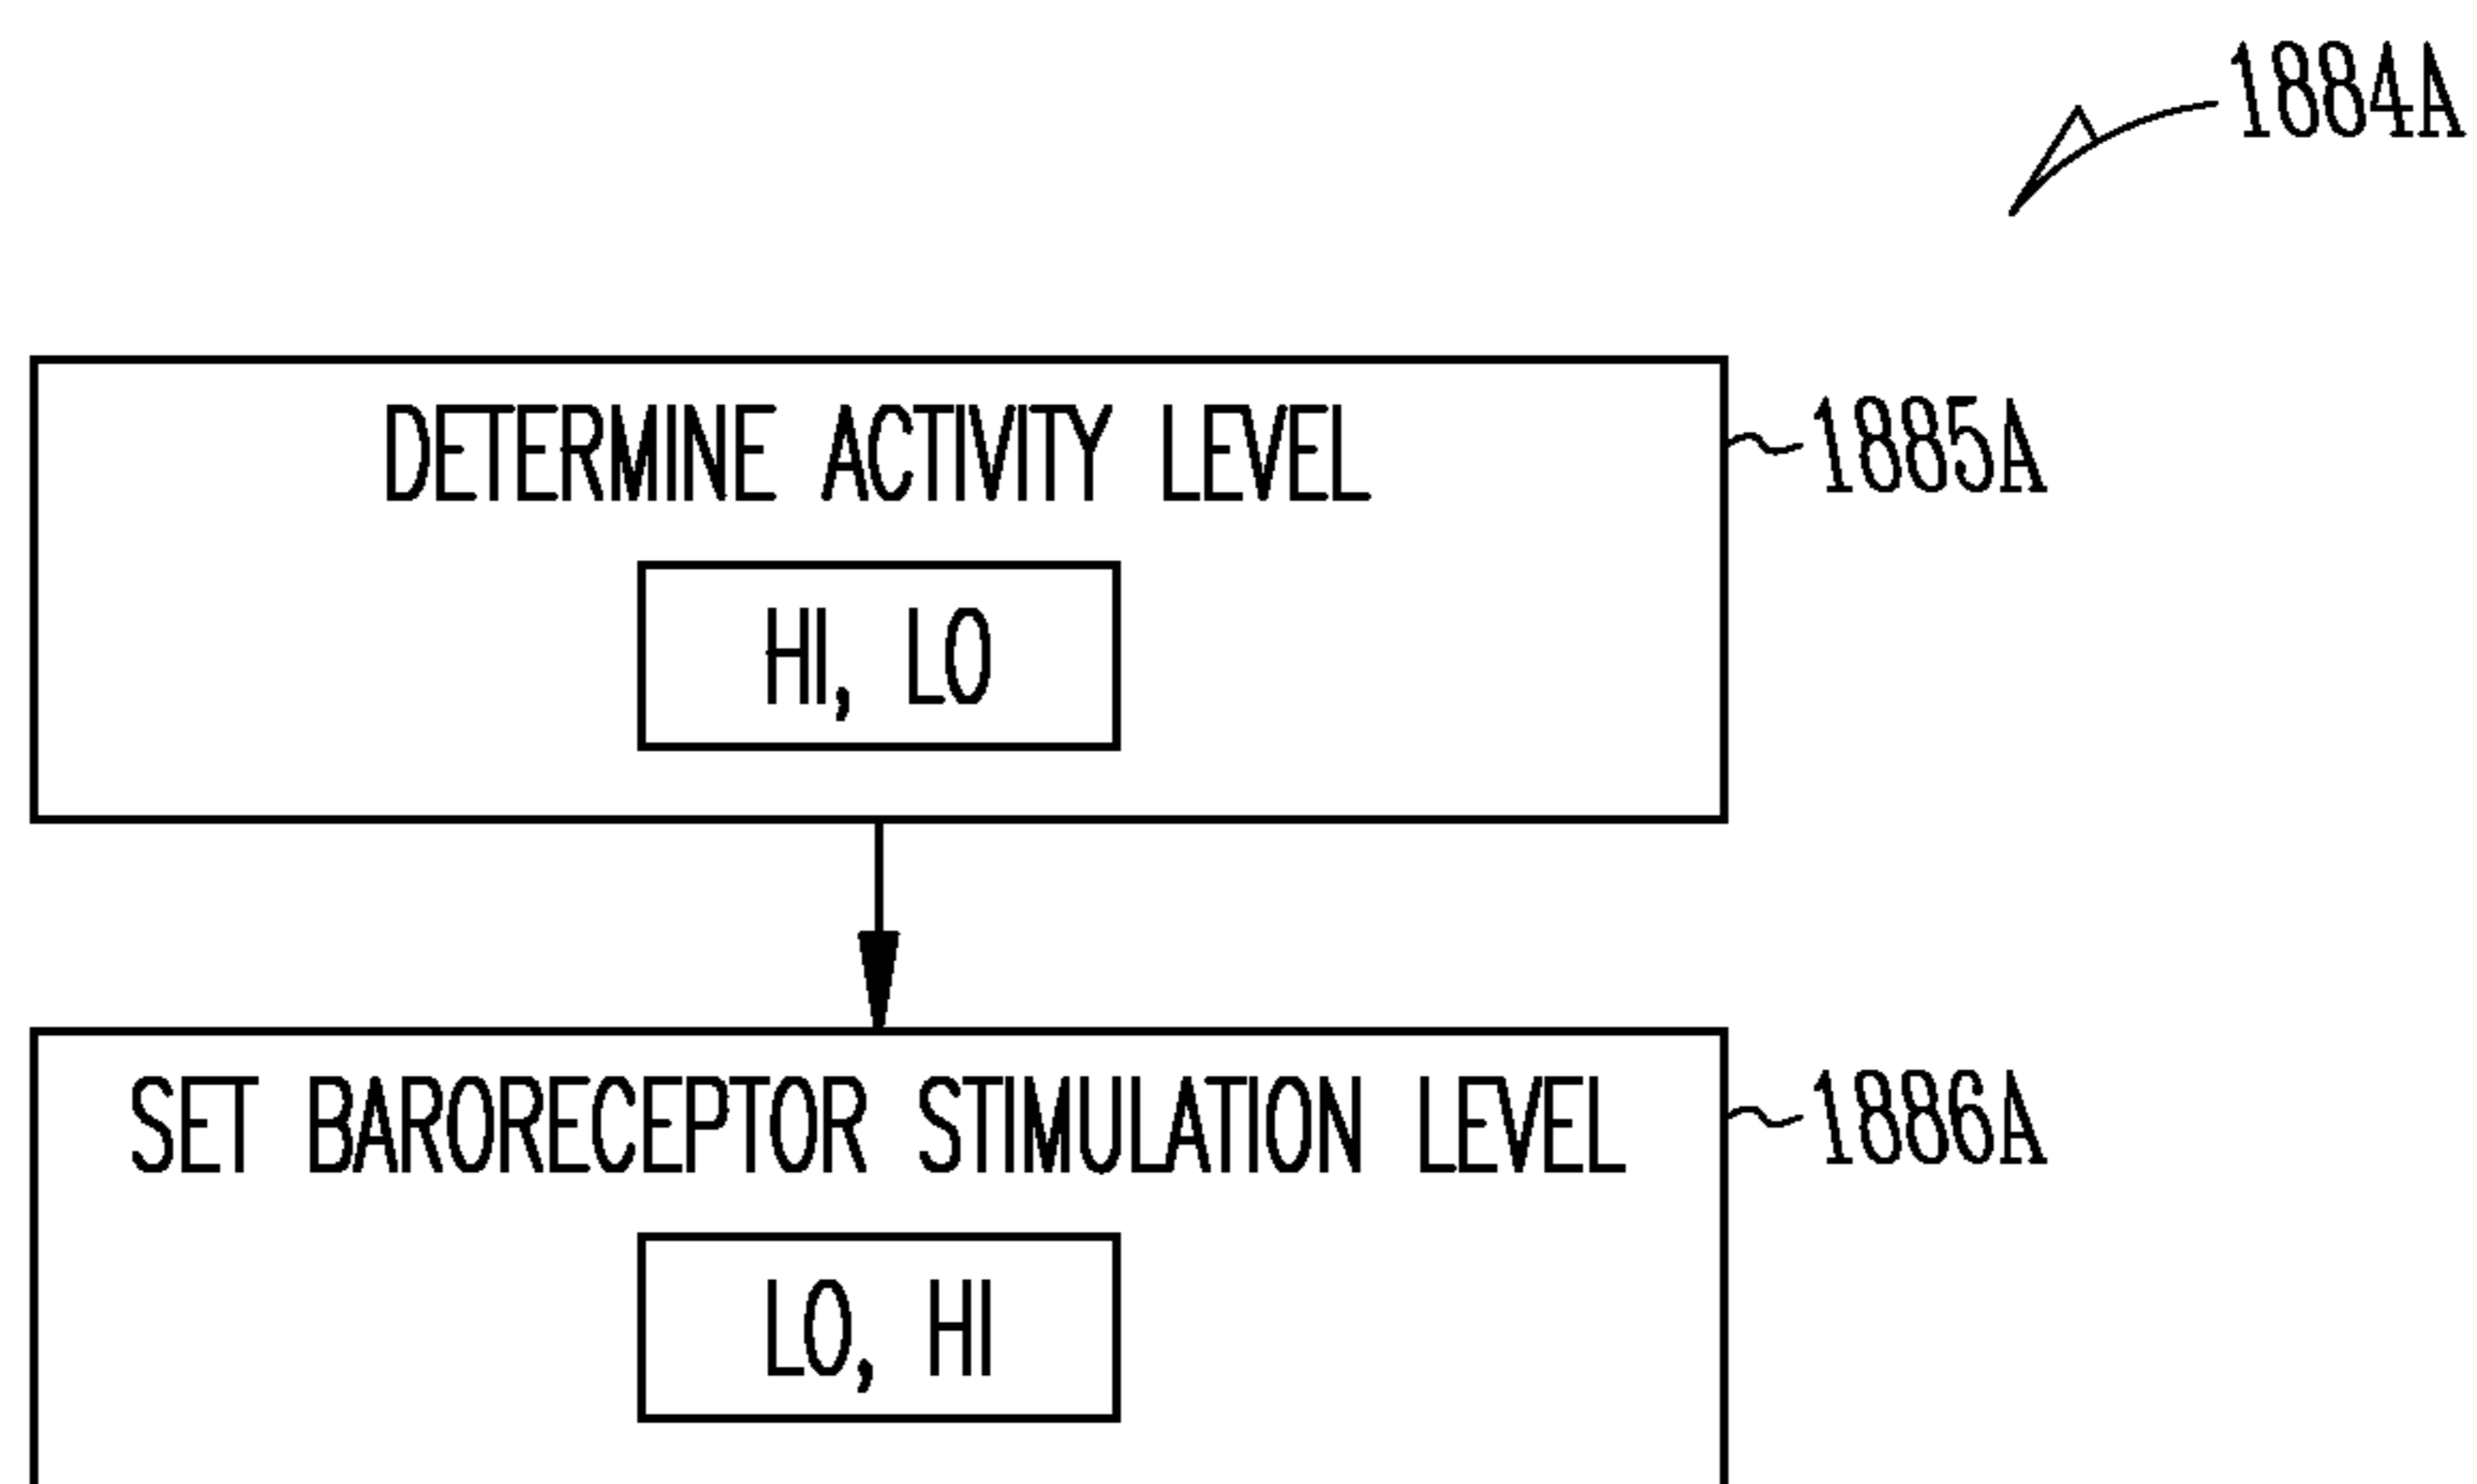 1884A
DETERMINE ACTIVITY LEVEL
1885A
HI, LO
SET BARORECEPTOR STIMULATION LEVEL
1886A
LO, HI